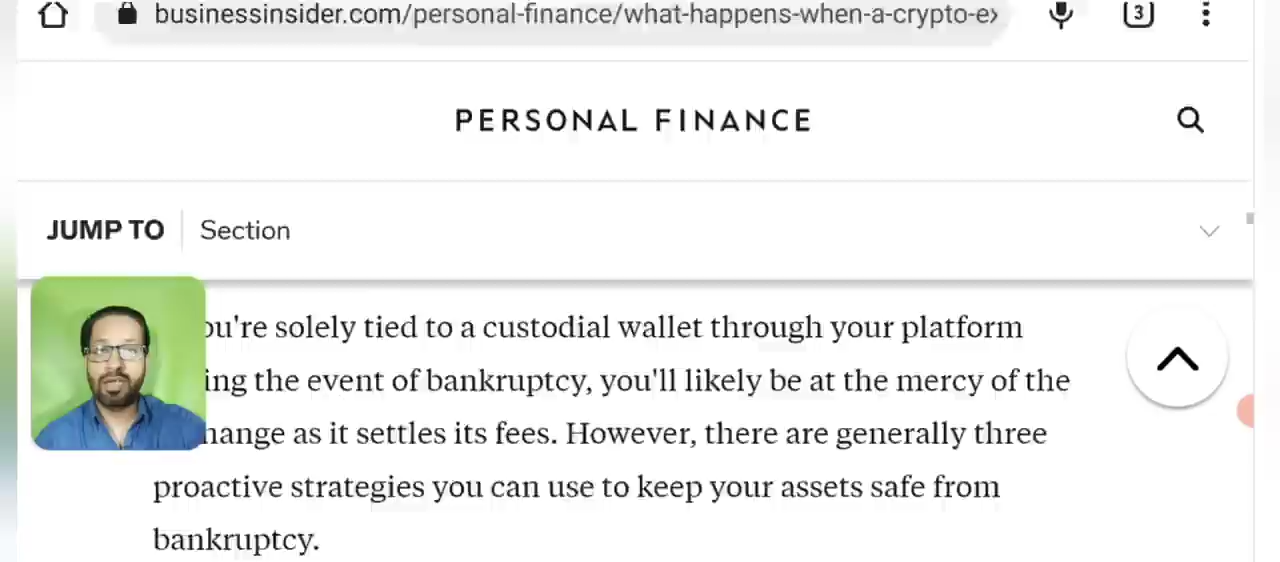 businessinsider.com/personal-finance/what-happens-when-a-crypto-e
3
PERSONAL FINANCE
JUMP TO Section
ou're solely tied to a custodial wallet through your platform
ing the event of bankruptcy, you'll likely be at the mercy of the
hange as it settles its fees. However, there are generally three
proactive strategies you can use to keep your assets safe from
bankruptcy.